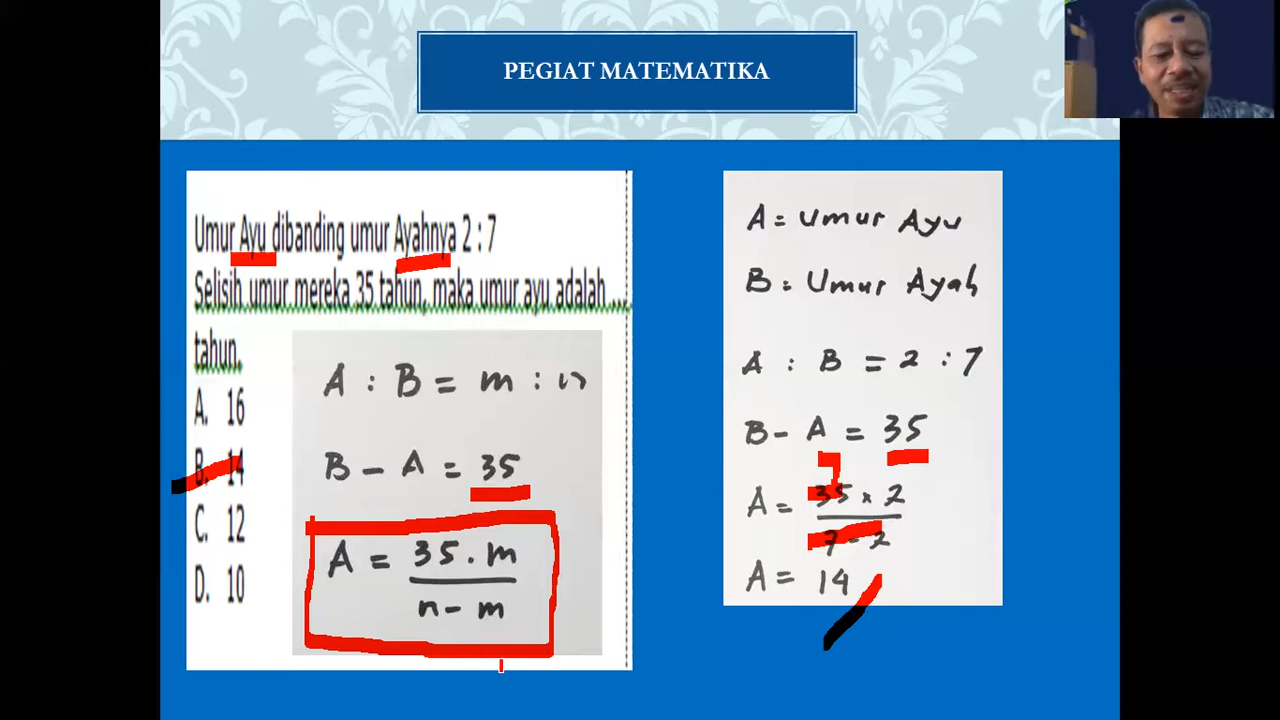 PEGIAT MATEMATIKA
Umur Ayu dibanding umur Ayahnya 2 : 7
Selisih umur mereka 35 tahun, maka umur ayu adalah ...
tahun.
A. 16
B. 14
C. 12
D. 10
A : B = m : n
B - A = 35
A = 35 . m
n - m
A = Umur Ayu
B = Umur Ayah
A : B = 2 : 7
B - A = 35
7
A = 35 x 2
7 - 2
A = 14